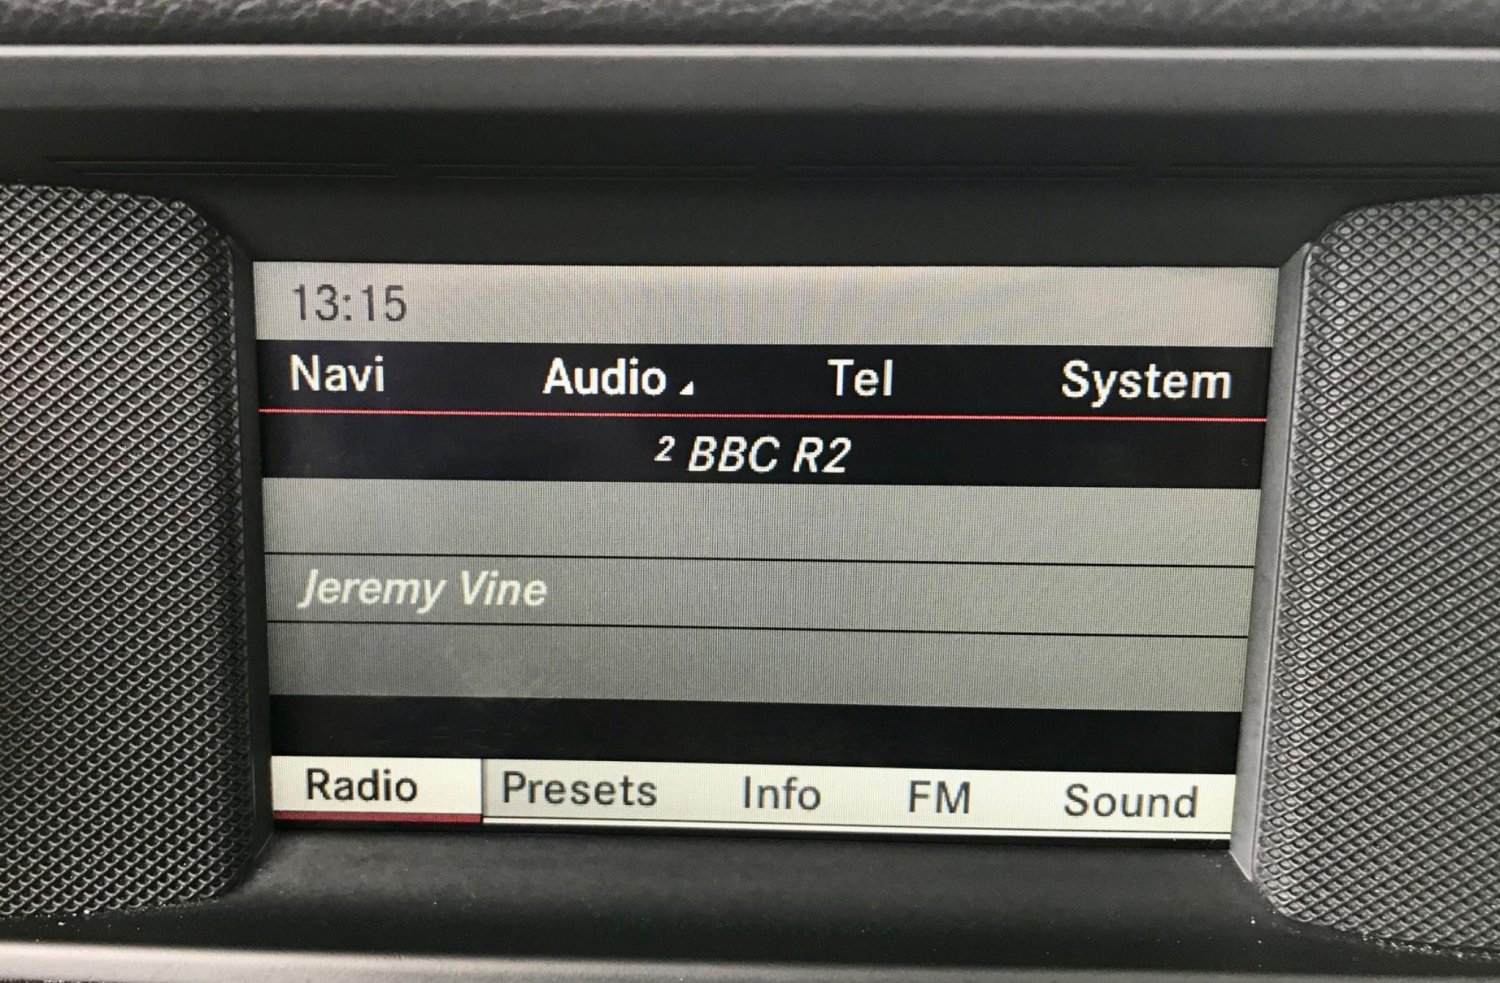 13:15
Navi Audio Tel System
2 BBC R2
Jeremy Vine
Radio Presets Info FM Sound